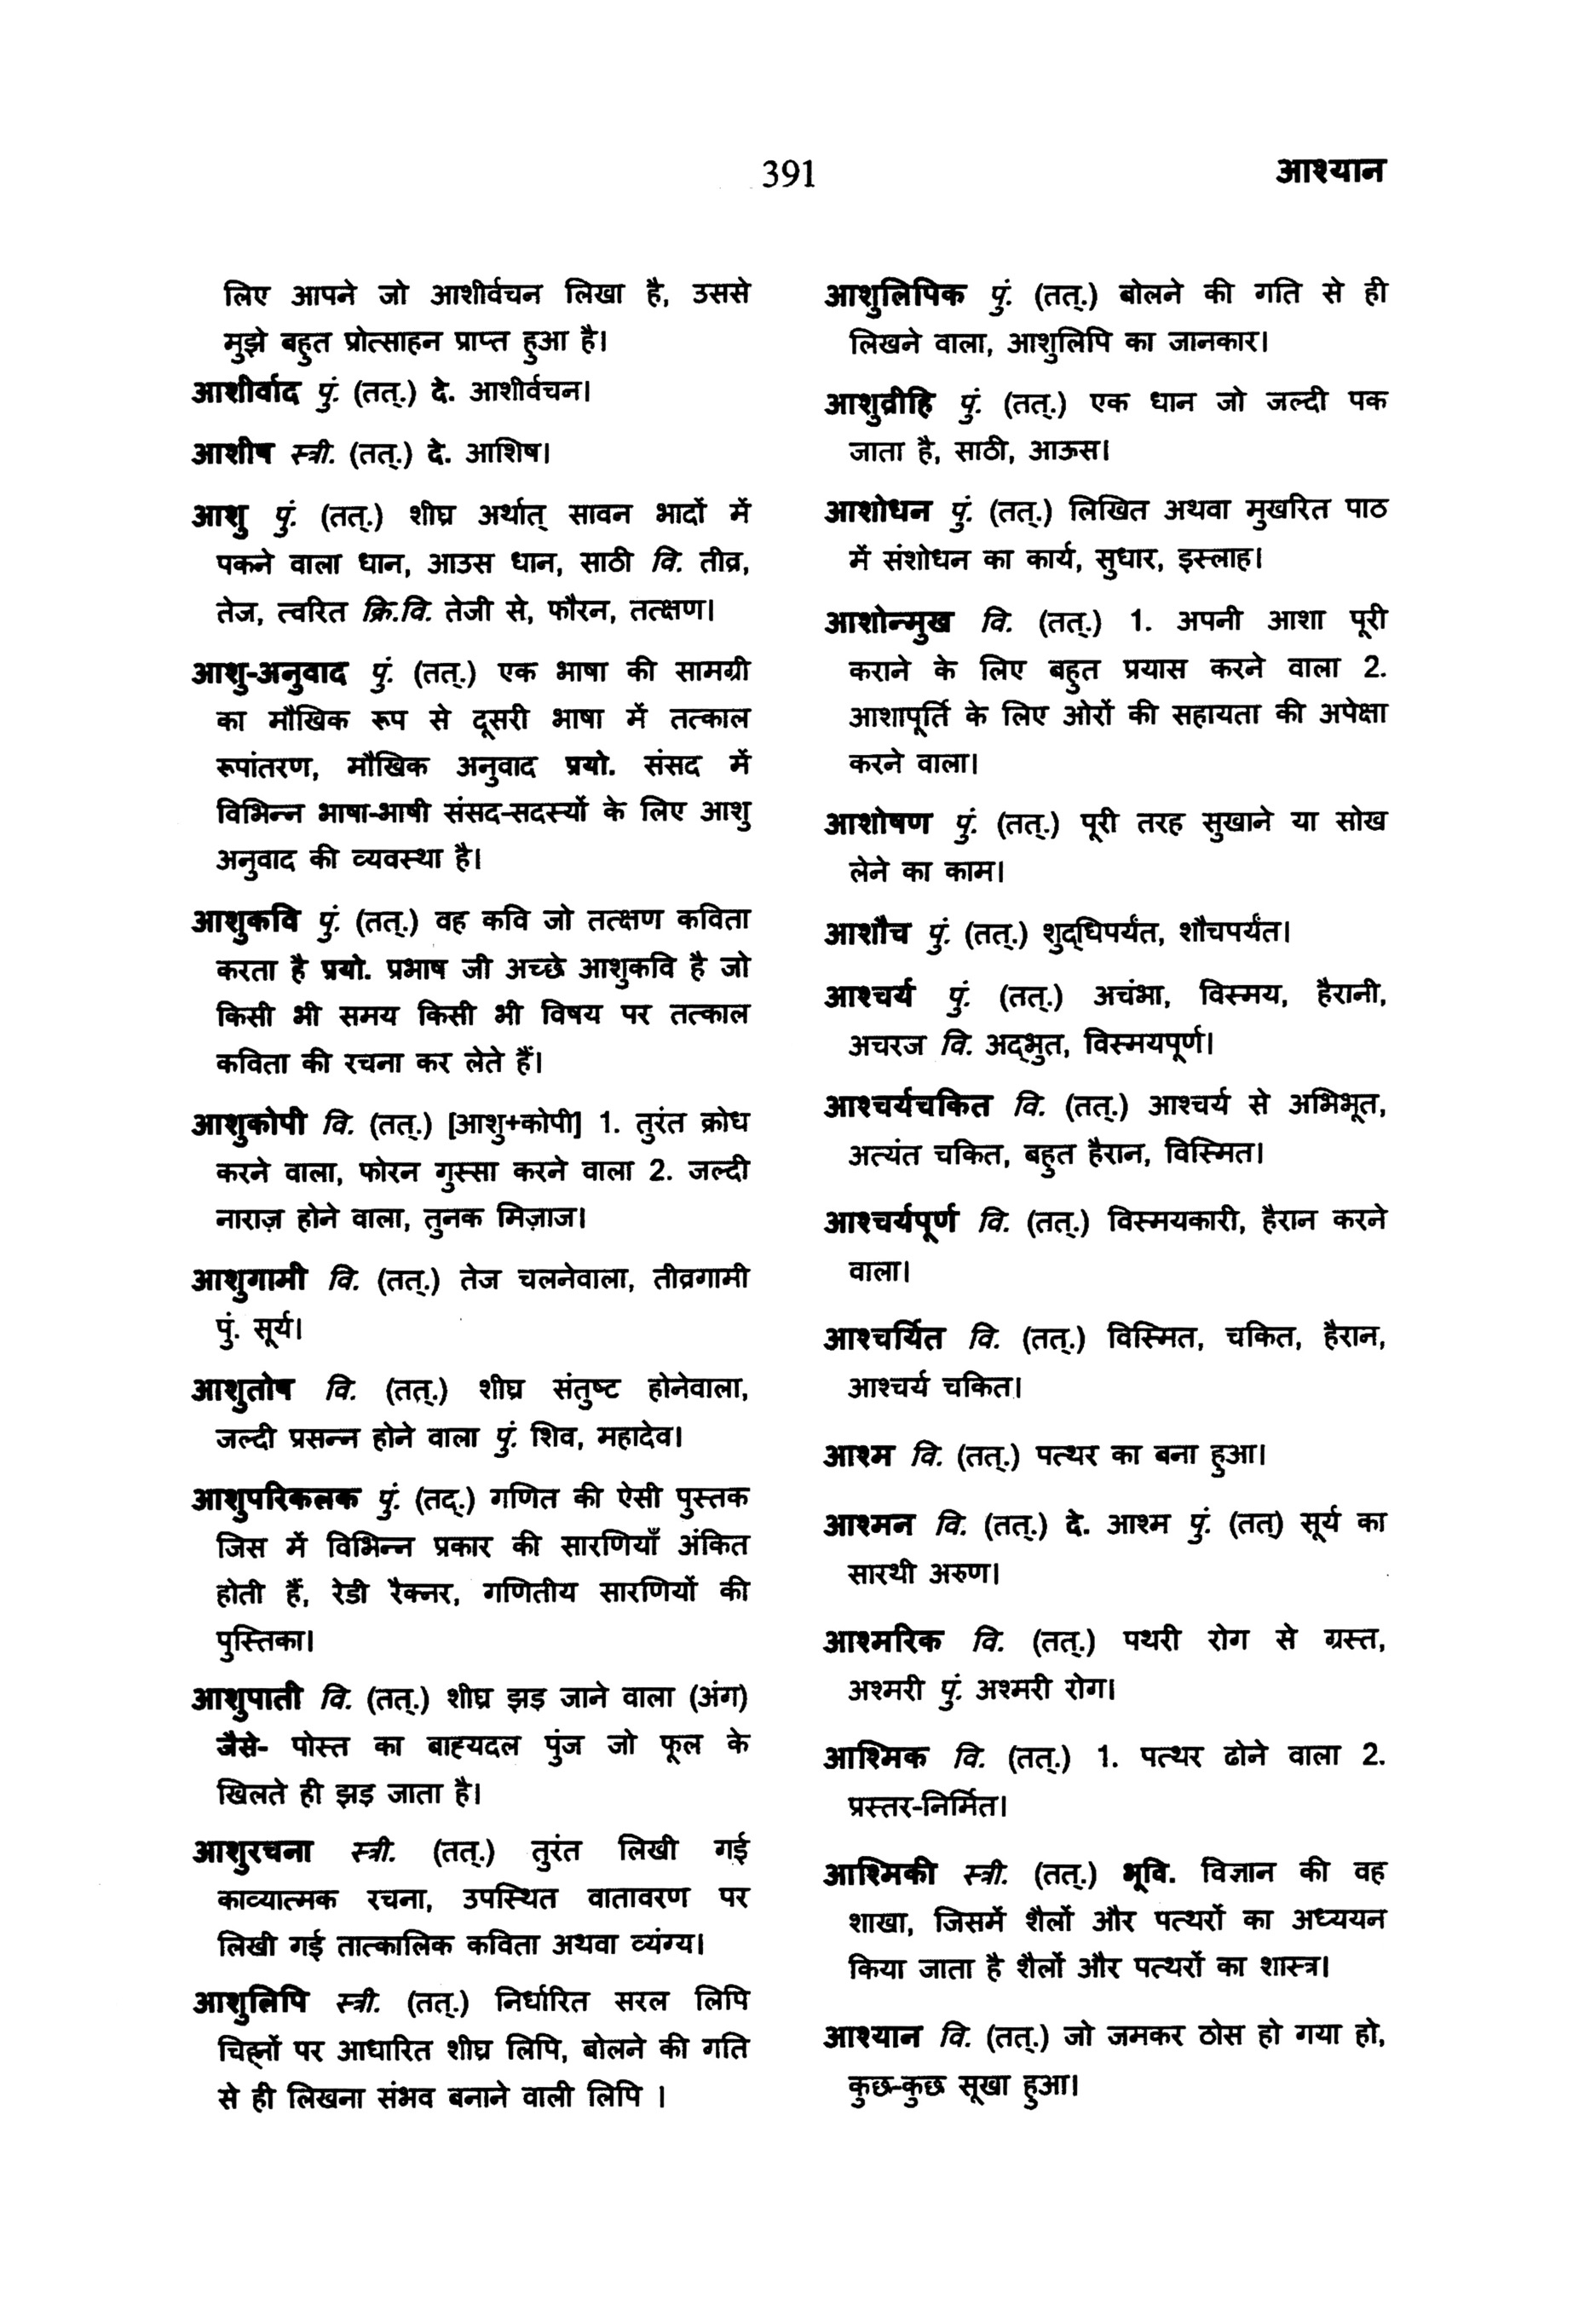 391
आश्यान
लिए आपने जो आशीर्वचन लिखा है, उससे
मुझे बहुत प्रोत्साहन प्राप्त हुआ है।
आशीर्वाद पुं. (तत्.) दे. आशीर्वचन।
आशीष स्त्री. (तत्.) दे. आशिष।
आशु पुं. (तत्.) शीघ्र अर्थात् सावन भादों में
पकने वाला धान, आउस धान, साठी वि. तीव्र,
तेज, त्वरित क्रि.वि. तेजी से, फौरन, तत्क्षण।
आशु-अनुवाद पुं. (तत्.) एक भाषा की सामग्री
का मौखिक रूप से दूसरी भाषा में तत्काल
रूपांतरण, मौखिक अनुवाद प्रयो. संसद में
विभिन्न भाषा-भाषी संसद-सदस्यों के लिए आशु
अनुवाद की व्यवस्था है।
आशुकवि पुं. (तत्.) वह कवि जो तत्क्षण कविता
करता है प्रयो. प्रभाष जी अच्छे आशुकवि है जो
किसी भी समय किसी भी विषय पर तत्काल
कविता की रचना कर लेते हैं।
आशुकोपी वि. (तत्.) [आशु+कोपी] 1. तुरंत क्रोध
करने वाला, फोरन गुस्सा करने वाला 2. जल्दी
नाराज़ होने वाला, तुनक मिज़ाज।
आशुगामी वि. (तत्.) तेज चलनेवाला, तीव्रगामी
पुं. सूर्य।
आशुतोष वि. (तत्.) शीघ्र संतुष्ट होनेवाला,
जल्दी प्रसन्न होने वाला पुं. शिव, महादेव।
आशुपरिकलक पुं. (तद्.) गणित की ऐसी पुस्तक
जिस में विभिन्न प्रकार की सारणियाँ अंकित
होती हैं, रेडी रैक्नर, गणितीय सारणियों की
पुस्तिका।
आशुपाती वि. (तत्.) शीघ्र झड़ जाने वाला (अंग)
जैसे- पोस्त का बाह्यदल पुंज जो फूल के
खिलते ही झड़ जाता है।
आशुरचना स्त्री. (तत्.) तुरंत लिखी गई
काव्यात्मक रचना, उपस्थित वातावरण पर
लिखी गई तात्कालिक कविता अथवा व्यंग्य।
आशुलिपि स्त्री. (तत्.) निर्धारित सरल लिपि
चिह्नों पर आधारित शीघ्र लिपि, बोलने की गति
से ही लिखना संभव बनाने वाली लिपि ।
आशुलिपिक पुं. (तत्.) बोलने की गति से ही
लिखने वाला, आशुलिपि का जानकार।
आशुव्रीहि पुं. (तत्.) एक धान जो जल्दी पक
जाता है, साठी, आऊस।
आशोधन पुं. (तत्.) लिखित अथवा मुखरित पाठ
में संशोधन का कार्य, सुधार, इस्लाह।
आशोन्मुख वि. (तत्.) 1. अपनी आशा पूरी
कराने के लिए बहुत प्रयास करने वाला 2.
आशापूर्ति के लिए ओरों की सहायता की अपेक्षा
करने वाला।
आशोषण पुं. (तत्.) पूरी तरह सुखाने या सोख
लेने का काम।
आशौच पुं. (तत्.) शुद्‌धिपर्यंत, शौचपर्यंत।
आश्चर्य पुं. (तत्.) अचंभा, विस्मय, हैरानी,
अचरज वि. अद्‌भुत, विस्मयपूर्ण।
आश्चर्यचकित वि. (तत्.) आश्चर्य से अभिभूत,
अत्यंत चकित, बहुत हैरान, विस्मित।
आश्चर्यपूर्ण वि. (तत्.) विस्मयकारी, हैरान करने
वाला।
आश्चर्यित वि. (तत्.) विस्मित, चकित, हैरान,
आश्चर्य चकित।
आश्म वि. (तत्.) पत्थर का बना हुआ।
आश्मन वि. (तत्.) दे. आश्म पुं. (तत्) सूर्य का
सारथी अरुण।
आश्मरिक वि. (तत्.) पथरी रोग से ग्रस्त,
अश्मरी पुं. अश्मरी रोग।
आश्मिक वि. (तत्.) 1. पत्थर ढोने वाला 2.
प्रस्तर-निर्मित।
आश्मिकी स्त्री. (तत्.) भूवि. विज्ञान की वह
शाखा, जिसमें शैलों और पत्थरों का अध्ययन
किया जाता है शैलों और पत्थरों का शास्त्र।
आश्यान वि. (तत्.) जो जमकर ठोस हो गया हो,
कुछ-कुछ सूखा हुआ।